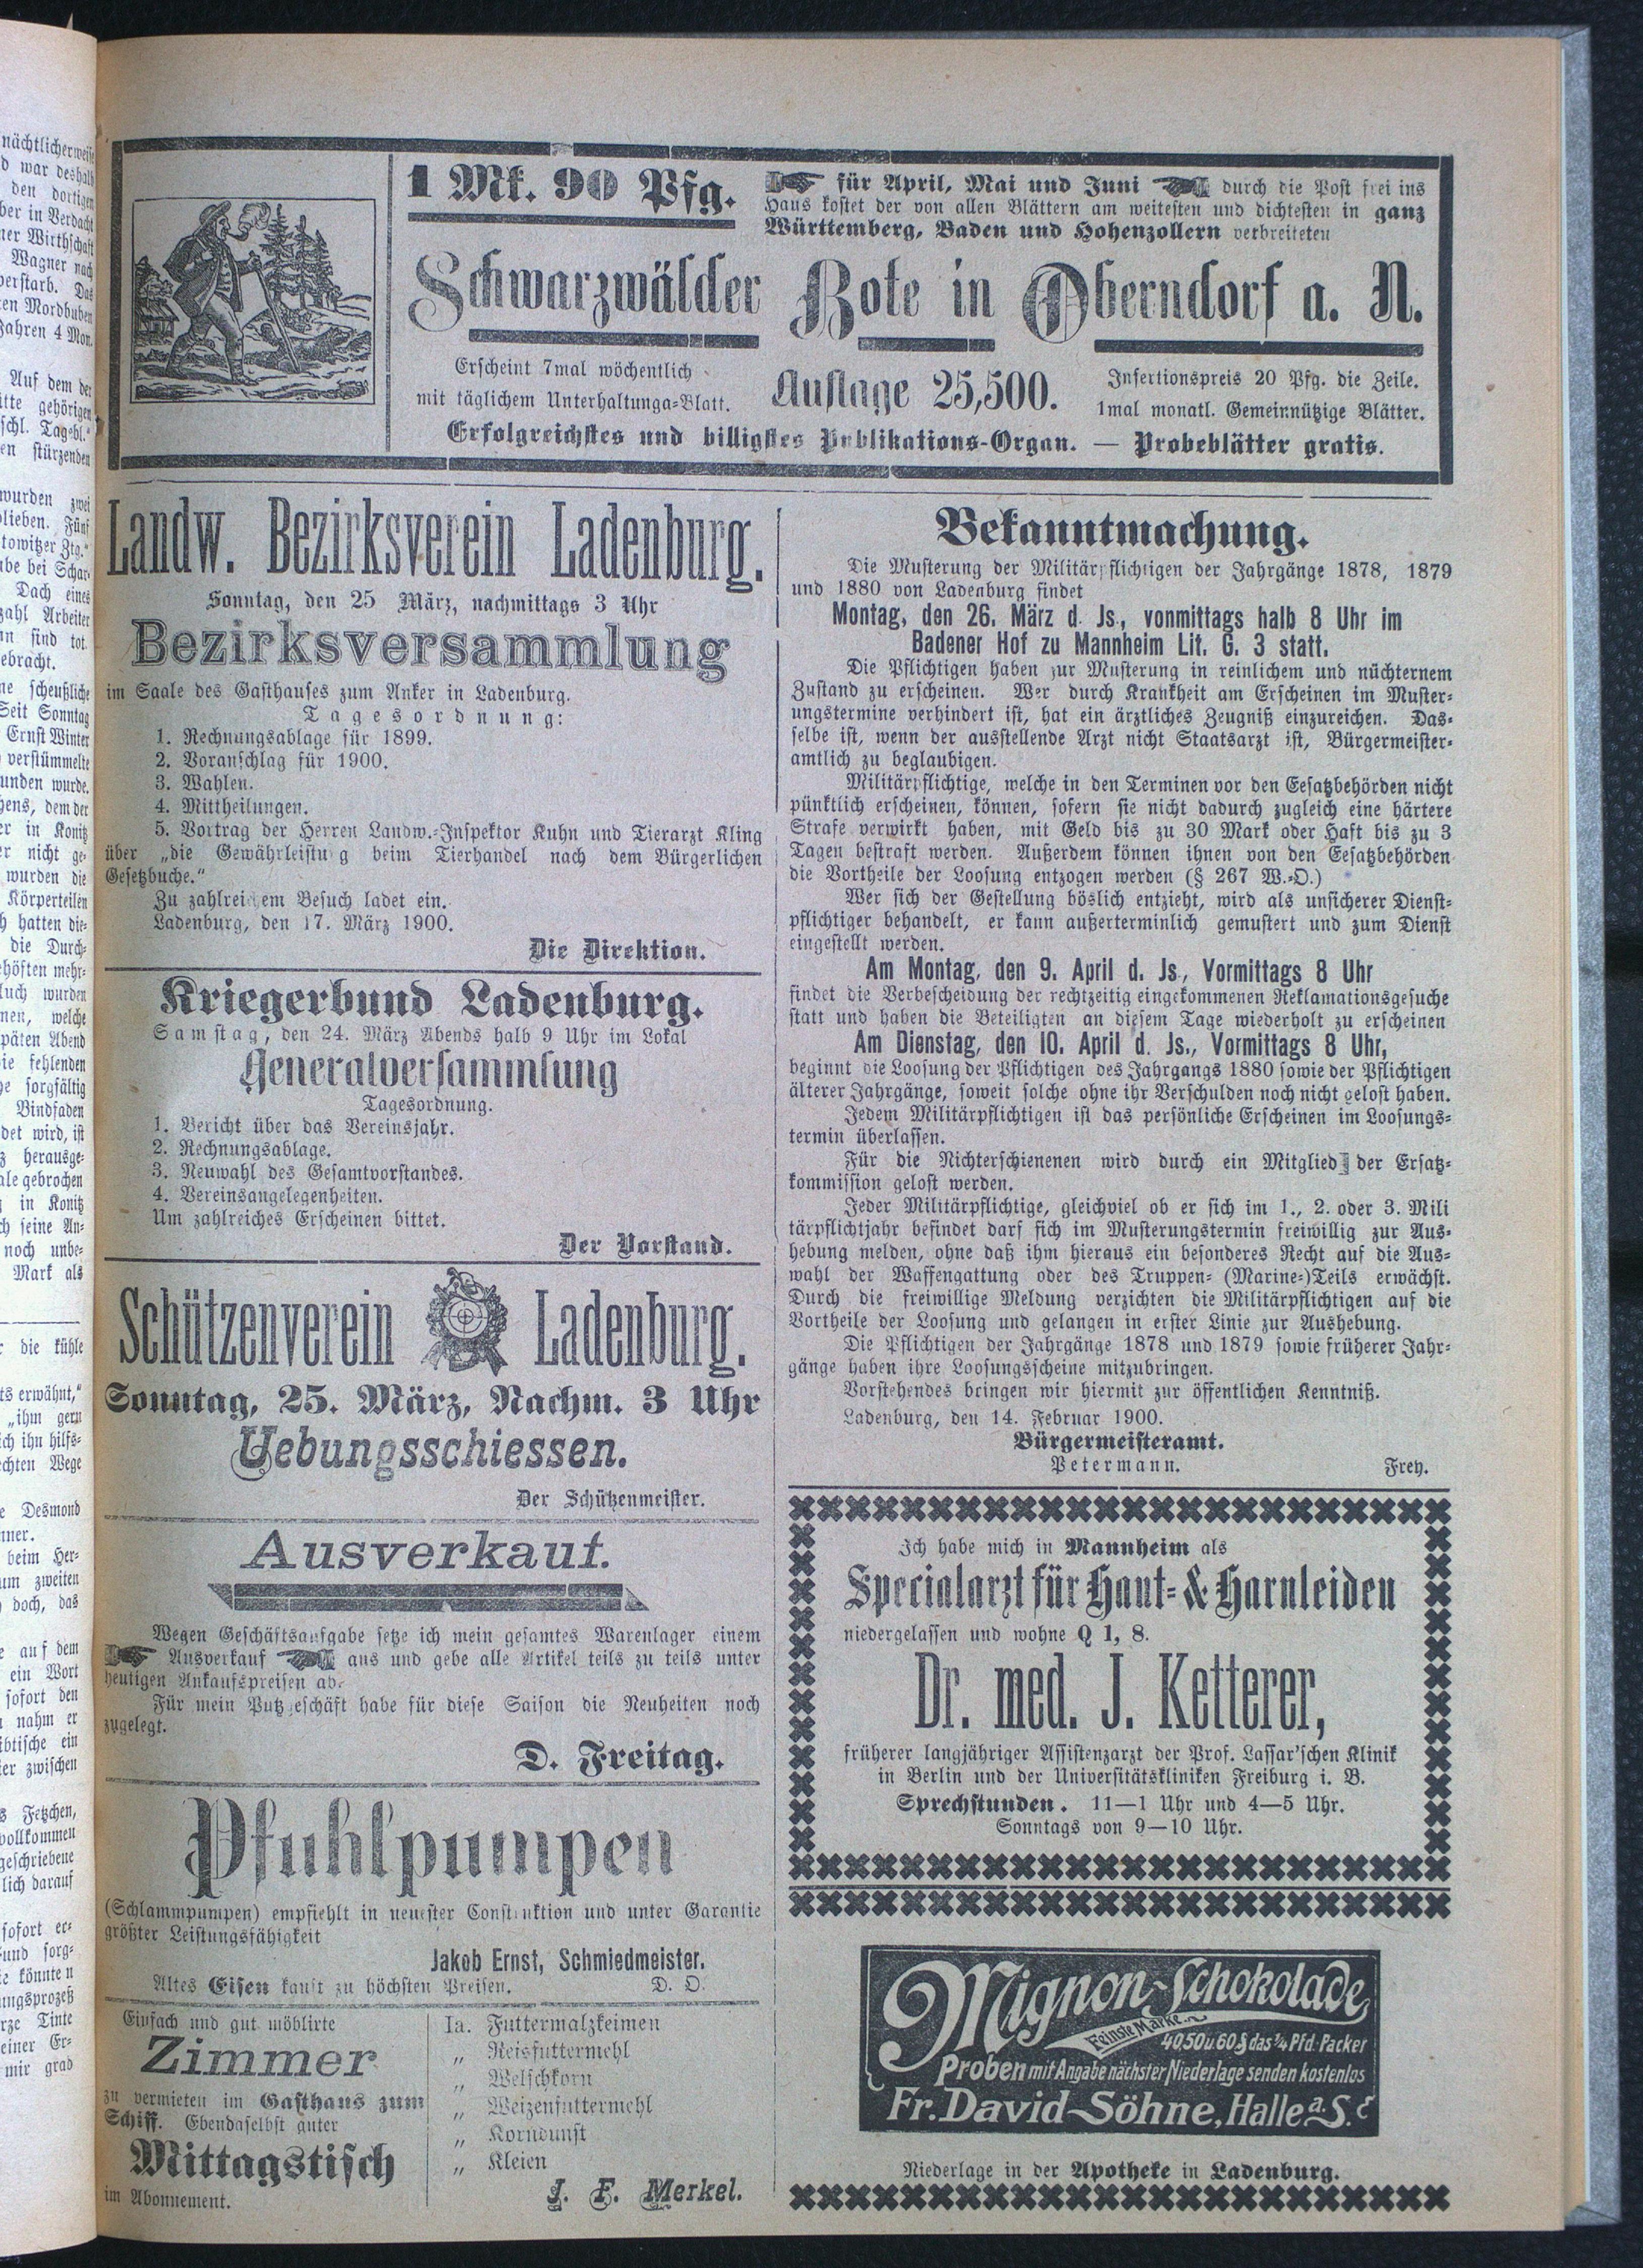 1 Mk. 90 Pfg.
für April, Mai und Juni durch die Post frei ins
Haus kostet der von allen Blättern am weitesten und dichtesten in ganz
Württemberg, Baden und Hohenzollern verbreiteten
Schwarzwälder Bote in Oberndorf a. N.
Erscheint 7mal wöchentlich
mit täglichem Unterhaltunga-Blatt.
Auflage 25,500.
Insertionspreis 20 Pfg. die Zeile.
1mal monatl. Gemeinnützige Blätter.
Erfolgreichstes und billigstes Publikations-Organ. — Probeblätter gratis.
Landw. Bezirksverein Ladenburg.
Sonntag, den 25 März, nachmittags 3 Uhr
Bezirksversammlung
im Saale des Gasthauses zum Anker in Ladenburg.
Tagesordnung:
1. Rechnungsablage für 1899.
2. Voranschlag für 1900.
3. Wahlen.
4. Mittheilungen.
5. Vortrag der Herren Landw.-Inspektor Kuhn und Tierarzt Kling
über „die Gewährleistu g beim Tierhandel nach dem Bürgerlichen
Gesetzbuche."
Zu zahlreichem Besuch ladet ein.
Ladenburg, den 17. März 1900.
Die Direktion.
Kriegerbund Ladenburg.
Samstag, den 24. März Abends halb 9 Uhr im Lokal
Generalversammlung
Tagesordnung.
1. Bericht über das Vereinsjahr.
2. Rechnungsablage.
3. Neuwahl des Gesamtvorstandes.
4. Vereinsangelegenheiten.
Um zahlreiches Erscheinen bittet.
Der Vorstand.
Schützenverein Ladenburg.
Sonntag, 25. März, Nachm. 3 Uhr
Uebungsschiessen.
Der Schützenmeister.
Ausverkauf.
Wegen Geschäftsaufgabe setze ich mein gesamtes Warenlager einem
Ausverkauf aus und gebe alle Artikel teils zu teils unter
heutigen Ankaufspreisen ab.
Für mein Putzgeschäft habe für diese Saison die Neuheiten noch
zugelegt.
D. Freitag.
Pfuhlpumpen
(Schlammpumpen) empfiehlt in neuester Construktion und unter Garantie
größter Leistungsfähigkeit
Jakob Ernst, Schmiedmeister.
Altes Eisen kauft zu höchsten Preisen. D. O.
Einfach und gut möblirte
Zimmer
zu vermieten im Gasthaus zum
Schiff. Ebendaselbst guter
Mittagstisch
im Abonnement.
Ia. Futtermalzkeimen
„ Reisfuttermehl
„ Welschkorn
„ Weizenfuttermehl
„ Korndunst
„ Kleien
J. F. Merkel.
Bekanntmachung.
Die Musterung der Militärpflichtigen der Jahrgänge 1878, 1879
und 1880 von Ladenburg findet
Montag, den 26. März d. Js., vonmittags halb 8 Uhr im
Badener Hof zu Mannheim Lit. G. 3 statt.
Die Pflichtigen haben zur Musterung in reinlichem und nüchternem
Zustand zu erscheinen. Wer durch Krankheit am Erscheinen im Muster-
ungstermine verhindert ist, hat ein ärztliches Zeugniß einzureichen. Das-
selbe ist, wenn der ausstellende Arzt nicht Staatsarzt ist, Bürgermeister-
amtlich zu beglaubigen.
Militärpflichtige, welche in den Terminen vor den Eesatzbehörden nicht
pünktlich erscheinen, können, sofern sie nicht dadurch zugleich eine härtere
Strafe verwirkt haben, mit Geld bis zu 30 Mark oder Haft bis zu 3
Tagen bestraft werden. Außerdem können ihnen von den Eesatzbehörden
die Vortheile der Loosung entzogen werden (§ 267 W.-O.)
Wer sich der Gestellung böslich entzieht, wird als unsicherer Dienst-
pflichtiger behandelt, er kann außerterminlich gemustert und zum Dienst
eingestellt werden.
Am Montag, den 9. April d. Js., Vormittags 8 Uhr
findet die Verbescheidung der rechtzeitig eingekommenen Reklamationsgesuche
statt und haben die Beteiligten an diesem Tage wiederholt zu erscheinen
Am Dienstag, den 10. April d. Js., Vormittags 8 Uhr,
beginnt die Loosung der Pflichtigen des Jahrgangs 1880 sowie der Pflichtigen
älterer Jahrgänge, soweit solche ohne ihr Verschulden noch nicht gelost haben.
Jedem Militärpflichtigen ist das persönliche Erscheinen im Loosungs-
termin überlassen.
Für die Nichterschienenen wird durch ein Mitglied der Ersatz-
kommission gelost werden.
Jeder Militärpflichtige, gleichviel ob er sich im 1., 2. oder 3. Mili
tärpflichtjahr befindet darf sich im Musterungstermin freiwillig zur Aus-
hebung melden, ohne daß ihm hieraus ein besonderes Recht auf die Aus-
wahl der Waffengattung oder des Truppen- (Marine-)Teils erwächst.
Durch die freiwillige Meldung verzichten die Militärpflichtigen auf die
Vortheile der Loosung und gelangen in erster Linie zur Aushebung.
Die Pflichtigen der Jahrgänge 1878 und 1879 sowie früherer Jahr-
gänge haben ihre Loosungsscheine mitzubringen.
Vorstehendes bringen wir hiermit zur öffentlichen Kenntniß.
Ladenburg, den 14. Februar 1900.
Bürgermeisteramt.
Petermann. Frey.
Ich habe mich in Mannheim als
Specialarzt für Haut- & Harnleiden
niedergelassen und wohne Q 1, 8.
Dr. med. J. Ketterer,
früherer langjähriger Assistenzarzt der Prof. Lassar'schen Klinik
in Berlin und der Universitätskliniken Freiburg i. B.
Sprechstunden. 11—1 Uhr und 4—5 Uhr.
Sonntags von 9—10 Uhr.
Mignon-Schokolade
Feinste Marke.
40,50 u. 60 ₰ das ¼ Pfd. Packer
Proben mit Angabe nächster Niederlage senden kostenlos
Fr. David-Söhne, Halle a. S.
Niederlage in der Apotheke in Ladenburg.